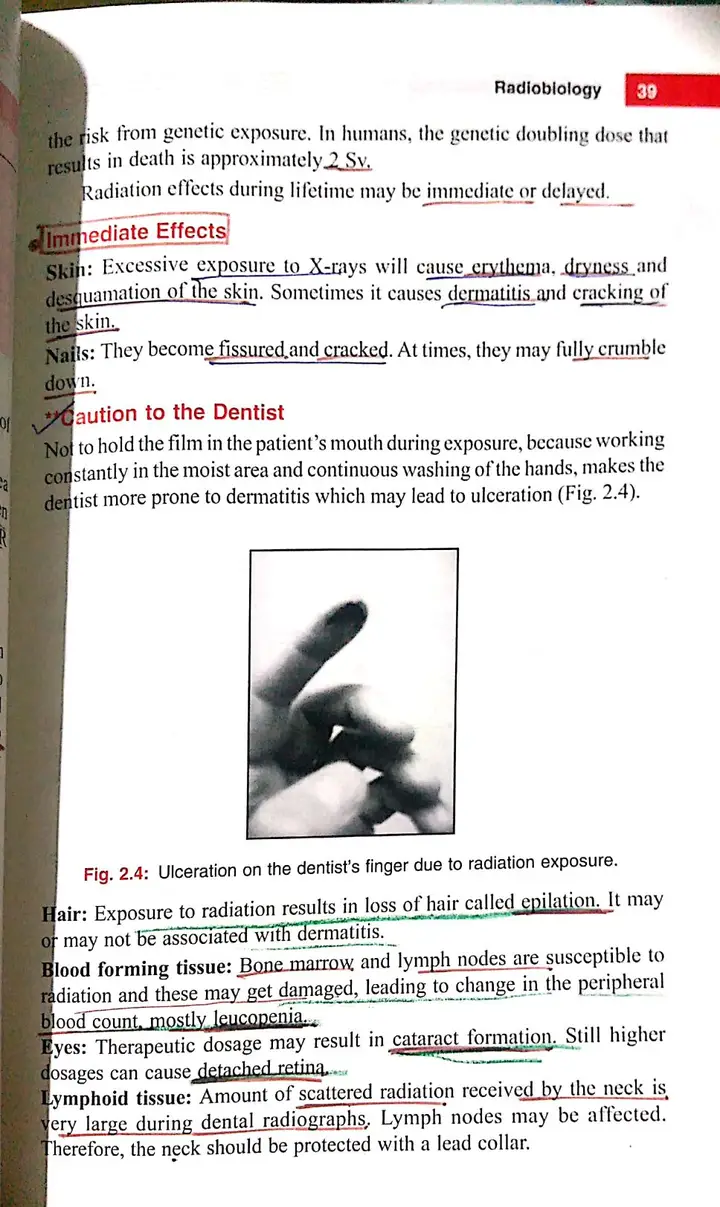 Radiobiology 39
the risk from genetic exposure. In humans, the genetic doubling dose that
results in death is approximately 2 Sv.
Radiation effects during lifetime may be immediate or delayed.
Immediate Effects
Skin: Excessive exposure to X-rays will cause erythema, dryness and
desquamation of the skin. Sometimes it causes dermatitis and cracking of
the skin.
Nails: They become fissured and cracked. At times, they may fully crumble
down.
**Caution to the Dentist
Not to hold the film in the patient's mouth during exposure, because working
constantly in the moist area and continuous washing of the hands, makes the
dentist more prone to dermatitis which may lead to ulceration (Fig. 2.4).
Fig. 2.4: Ulceration on the dentist's finger due to radiation exposure.
Hair: Exposure to radiation results in loss of hair called epilation. It may
or may not be associated with dermatitis.
Blood forming tissue: Bone marrow and lymph nodes are susceptible to
radiation and these may get damaged, leading to change in the peripheral
blood count, mostly leucopenia.
Eyes: Therapeutic dosage may result in cataract formation. Still higher
dosages can cause detached retina.
Lymphoid tissue: Amount of scattered radiation received by the neck is
very large during dental radiographs. Lymph nodes may be affected.
Therefore, the neck should be protected with a lead collar.